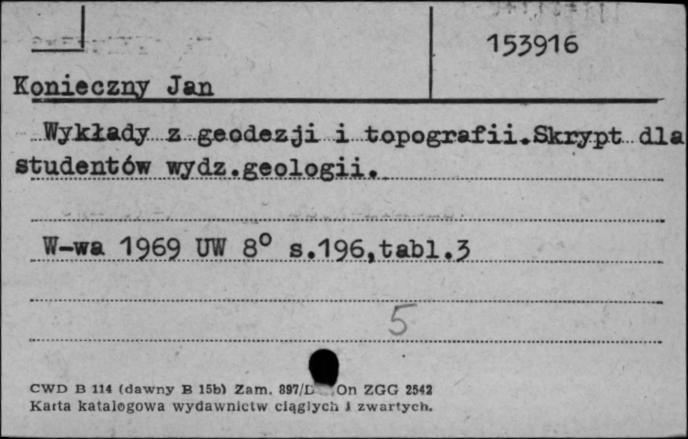 153916
Konieczny Jan
Wykłady z geodezji i topografii.Skrypt dla
studentów wydz.geologii.
W-wa 1969 UW 8° s.196,tabl.3
5
CWD B 114 (dawny B 15b) Zam. 897/D On ZGG 2542
Karta katalogowa wydawnictw ciągłych i zwartych.